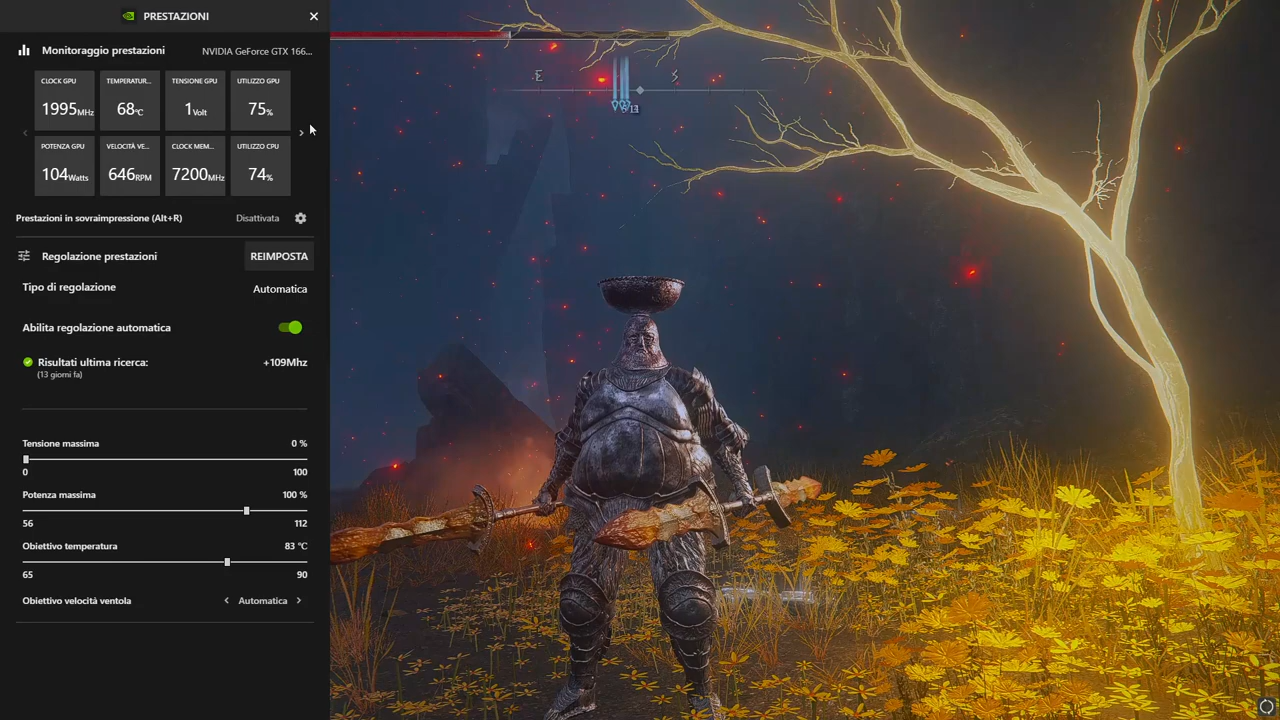 PRESTAZIONI
Monitoraggio prestazioni
NVIDIA GeForce GTX 166...
CLOCK GPU
1995MHz
TEMPERATUR...
68°C
TENSIONE GPU
1Volt
UTILIZZO GPU
75%
POTENZA GPU
104Watts
VELOCITÀ VE...
646RPM
CLOCK MEM...
7200MHz
UTILIZZO CPU
74%
Prestazioni in sovraimpressione (Alt+R)
Disattivata
Regolazione prestazioni
REIMPOSTA
Tipo di regolazione
Automatica
Abilita regolazione automatica
Risultati ultima ricerca:
+109Mhz
(13 giorni fa)
Tensione massima
0 %
0
100
Potenza massima
100 %
56
112
Obiettivo temperatura
83 °C
65
90
Obiettivo velocità ventola
Automatica
E
S